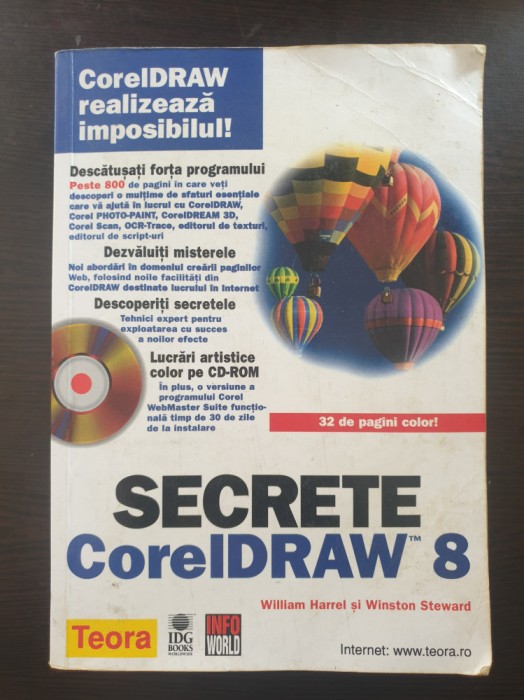 CorelDRAW
realizează
imposibilul!
Descătușați forța programului
Peste 800 de pagini în care veți
descoperi o mulțime de sfaturi esențiale
care vă ajută în lucrul cu CorelDRAW,
Corel PHOTO-PAINT, CorelDREAM 3D,
Corel Scan, OCR-Trace, editorul de texturi,
editorul de script-uri
Dezvăluiți misterele
Noi abordări în domeniul creării paginilor
Web, folosind noile facilități din
CorelDRAW destinate lucrului în Internet
Descoperiți secretele
Tehnici expert pentru
exploatarea cu succes
a noilor efecte
Lucrări artistice
color pe CD-ROM
În plus, o versiune a
programului Corel
WebMaster Suite funcțio-
nală timp de 30 de zile
de la instalare
32 de pagini color!
SECRETE
CorelDRAW™ 8
William Harrel și Winston Steward
Teora
IDG
BOOKS
WORLDWIDE
INFO
WORLD
Internet: www.teora.ro